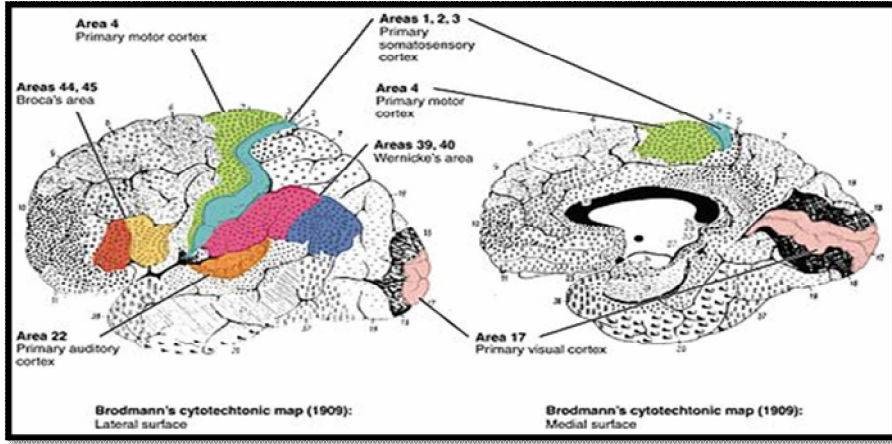 Area 4
Primary motor cortex
Areas 1, 2, 3
Primary
somatosensory
cortex
Areas 44, 45
Broca's area
Area 4
Primary motor
cortex
Areas 39, 40
Wernicke's area
Area 22
Primary auditory
cortex
Area 17
Primary visual cortex
Brodmann's cytotechtonic map (1909):
Lateral surface
Brodmann's cytotechtonic map (1909):
Medial surface